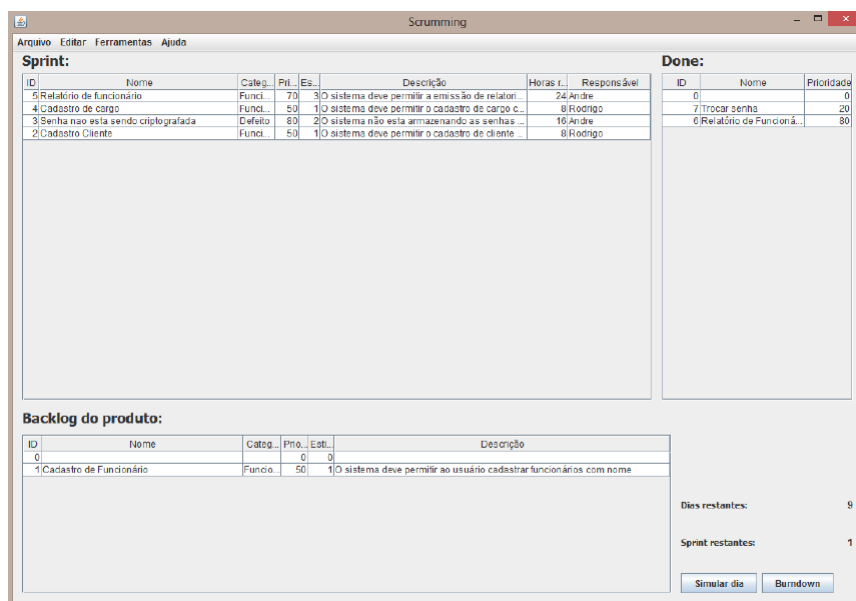 Scrumming
Arquivo Editar Ferramentas Ajuda
Sprint:
ID Nome Categ... Pri... Es... Descrição Horas r... Responsável
5 Relatório de funcionário Funci... 70 3 O sistema deve permitir a emissão de relatori... 24 Andre
4 Cadastro de cargo Funci... 50 1 O sistema deve permitir o cadastro de cargo c... 8 Rodrigo
3 Senha nao esta sendo criptografada Defeito 80 2 O sistema não esta armazenando as senhas ... 16 Andre
2 Cadastro Cliente Funci... 50 1 O sistema deve permitir o cadastro de cliente ... 8 Rodrigo
Done:
ID Nome Prioridade
0 0
7 Trocar senha 20
6 Relatório de Funcioná... 80
Backlog do produto:
ID Nome Categ... Prio... Esti... Descrição
0 0 0
1 Cadastro de Funcionário Funcio... 50 1 O sistema deve permitir ao usuário cadastrar funcionários com nome
Dias restantes: 9
Sprint restantes: 1
Simular dia Burndown